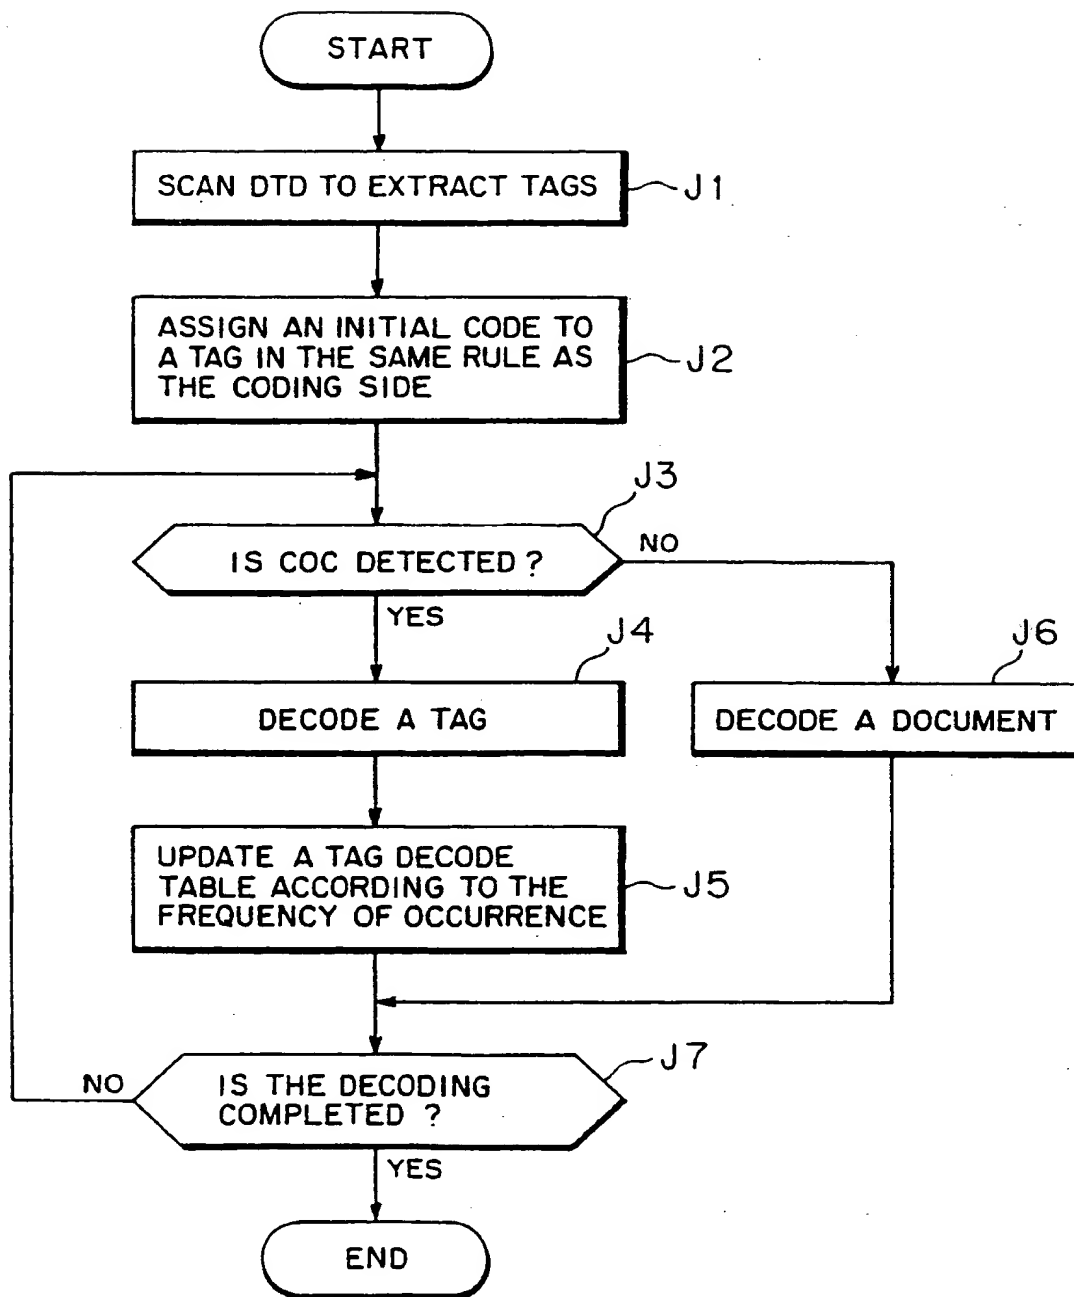 START
SCAN DTD TO EXTRACT TAGS
J1
ASSIGN AN INITIAL CODE TO
A TAG IN THE SAME RULE AS
THE CODING SIDE
J2
J3
IS COC DETECTED ?
NO
YES
J4
J6
DECODE A TAG
DECODE A DOCUMENT
UPDATE A TAG DECODE
TABLE ACCORDING TO THE
FREQUENCY OF OCCURRENCE
J5
J7
NO
IS THE DECODING
COMPLETED ?
YES
END